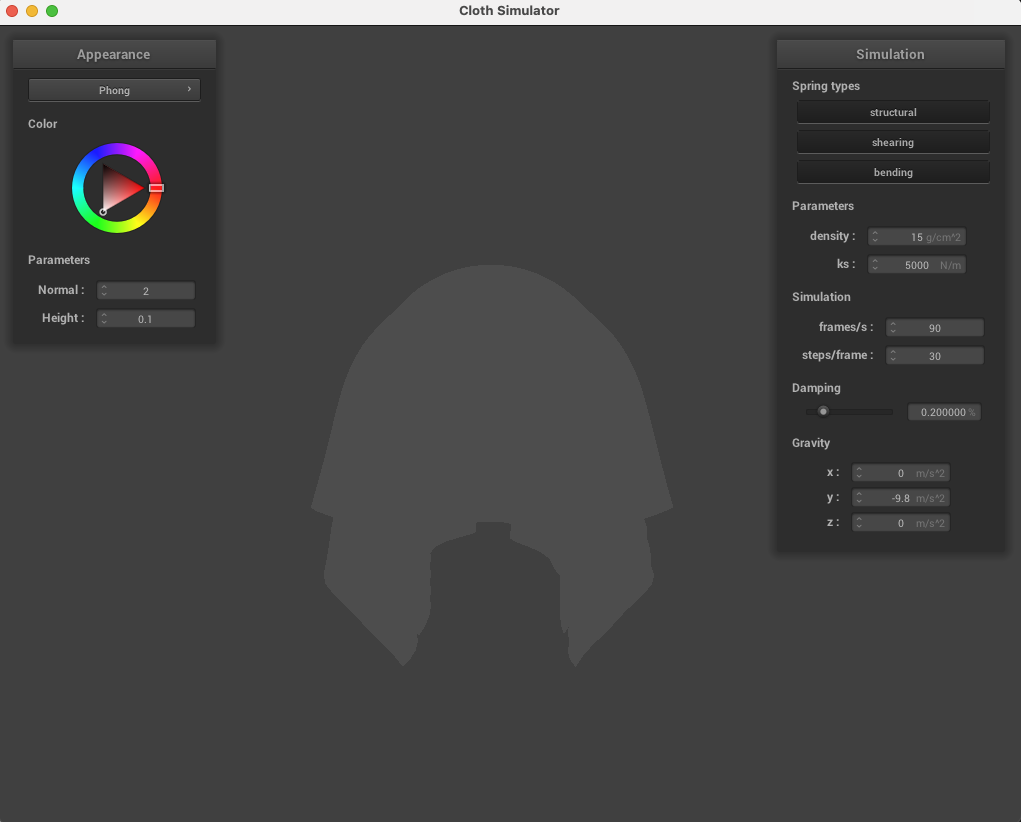 Cloth Simulator
Appearance
Phong
Color
Parameters
Normal : 2
Height : 0.1
Simulation
Spring types
structural
shearing
bending
Parameters
density : 15 g/cm^2
ks : 5000 N/m
Simulation
frames/s : 90
steps/frame : 30
Damping
0.200000 %
Gravity
x : 0 m/s^2
y : -9.8 m/s^2
z : 0 m/s^2